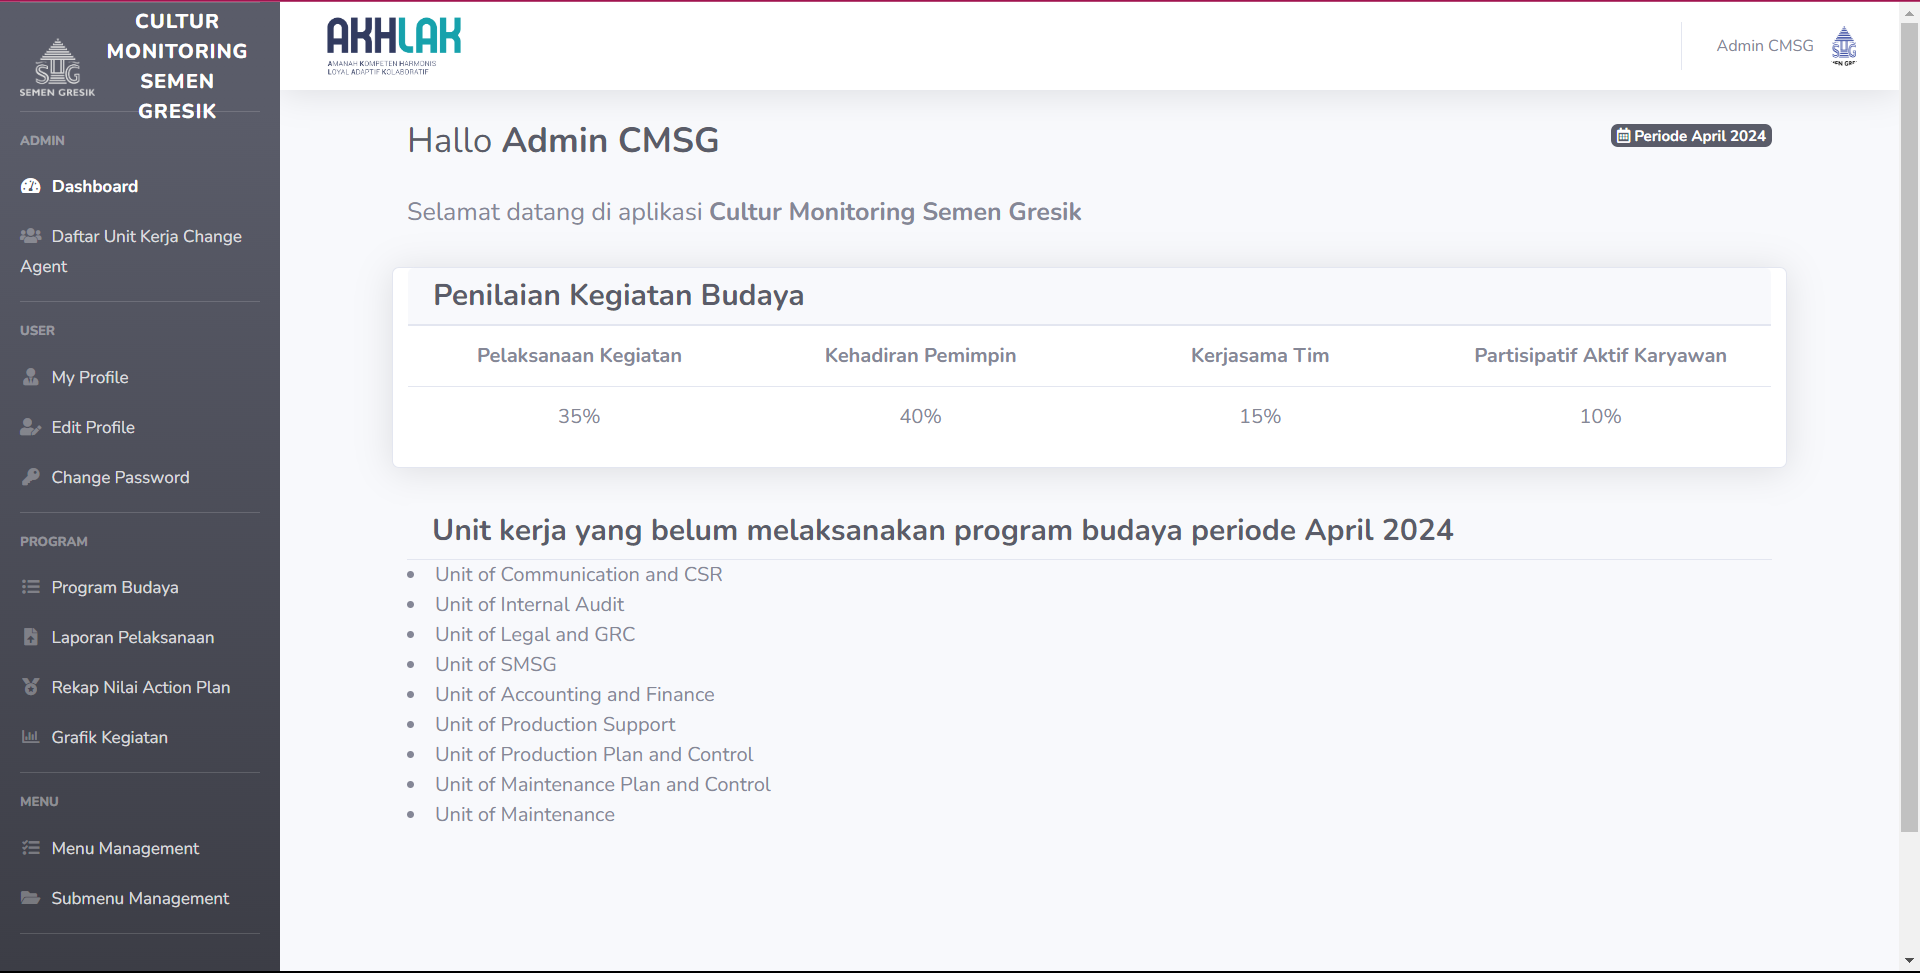 CULTUR
MONITORING
SEMEN
GRESIK
SEMEN GRESIK
ADMIN
Dashboard
Daftar Unit Kerja Change
Agent
USER
My Profile
Edit Profile
Change Password
PROGRAM
Program Budaya
Laporan Pelaksanaan
Rekap Nilai Action Plan
Grafik Kegiatan
MENU
Menu Management
Submenu Management
AKHLAK
AMANAH KOMPETEN HARMONIS
LOYAL ADAPTIF KOLABORATIF
Admin CMSG
Hallo Admin CMSG
Periode April 2024
Selamat datang di aplikasi Cultur Monitoring Semen Gresik
Penilaian Kegiatan Budaya
Pelaksanaan Kegiatan Kehadiran Pemimpin Kerjasama Tim Partisipatif Aktif Karyawan
35% 40% 15% 10%
Unit kerja yang belum melaksanakan program budaya periode April 2024
• Unit of Communication and CSR
• Unit of Internal Audit
• Unit of Legal and GRC
• Unit of SMSG
• Unit of Accounting and Finance
• Unit of Production Support
• Unit of Production Plan and Control
• Unit of Maintenance Plan and Control
• Unit of Maintenance